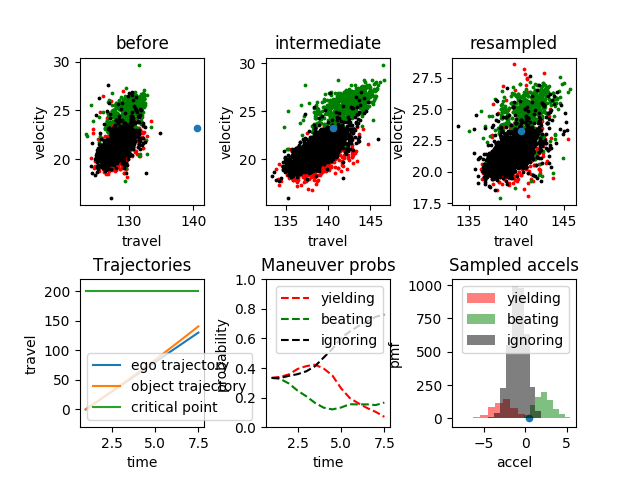 before
intermediate
resampled
30
25
20
velocity
130
140
travel
30
25
20
velocity
135
140
145
travel
27.5
25.0
22.5
20.0
17.5
velocity
135
140
145
travel
Trajectories
Maneuver probs
Sampled accels
200
150
100
50
0
travel
ego trajectory
object trajectory
critical point
2.5
5.0
7.5
time
1.0
0.8
0.6
0.4
0.2
0.0
probability
yielding
beating
ignoring
2.5
5.0
7.5
time
1000
750
500
250
0
pmf
yielding
beating
ignoring
−5
0
5
accel